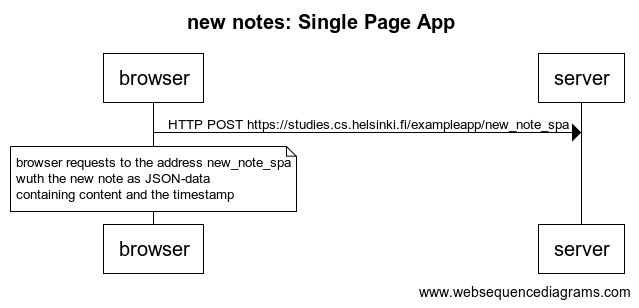 new notes: Single Page App
browser
server
HTTP POST https://studies.cs.helsinki.fi/exampleapp/new_note_spa
browser requests to the address new_note_spa
wuth the new note as JSON-data
containing content and the timestamp
browser
server
www.websequencediagrams.com